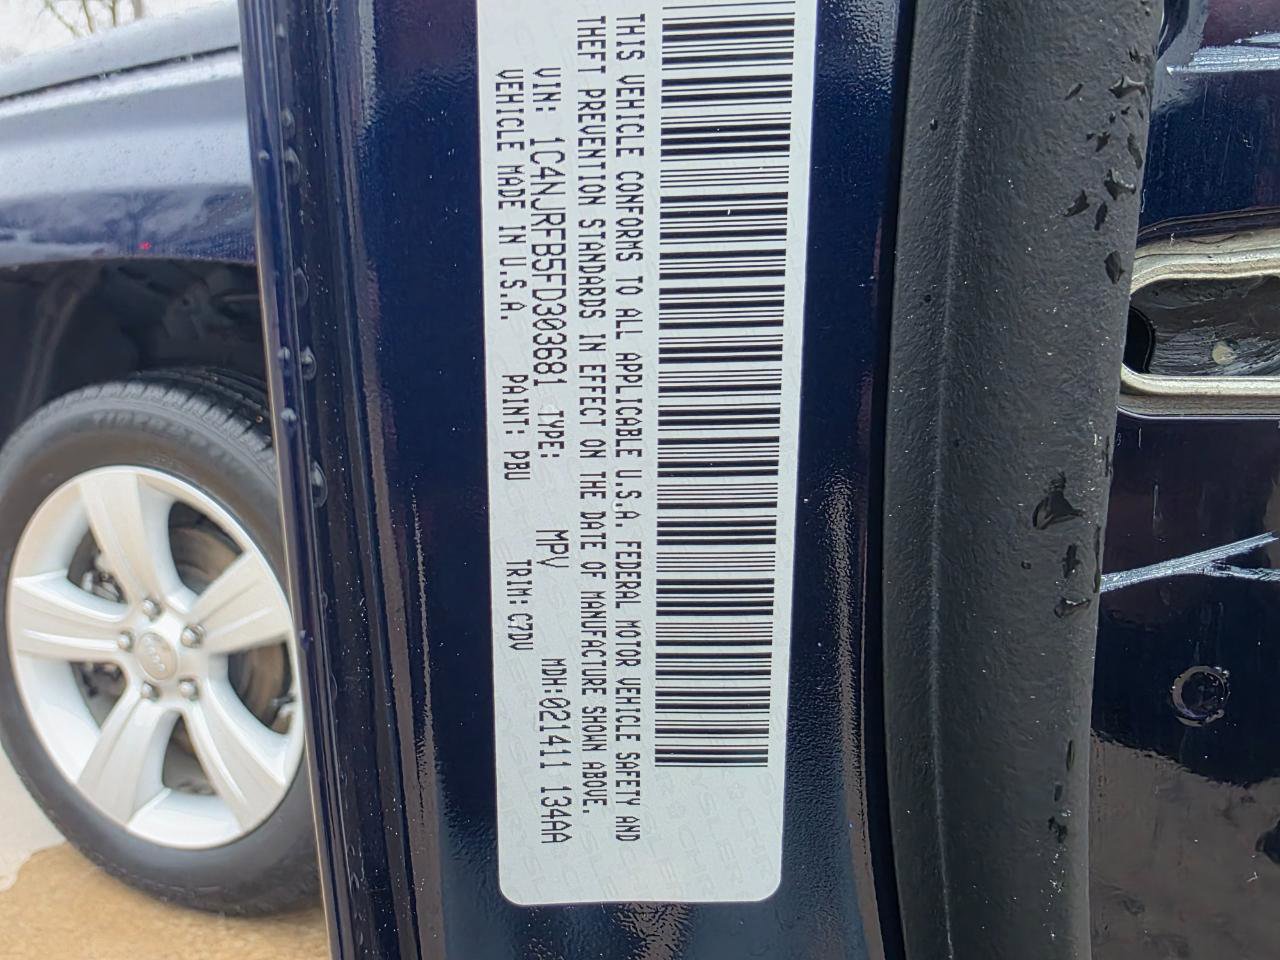 THIS VEHICLE CONFORMS TO ALL APPLICABLE U.S.A. FEDERAL MOTOR VEHICLE SAFETY AND
THEFT PREVENTION STANDARDS IN EFFECT ON THE DATE OF MANUFACTURE SHOWN ABOVE.
VIN: 1C4NJRFB5FD303681 TYPE: MPV MDH:021411 134AA
VEHICLE MADE IN U.S.A. PAINT: PBU TRIM: C7DV